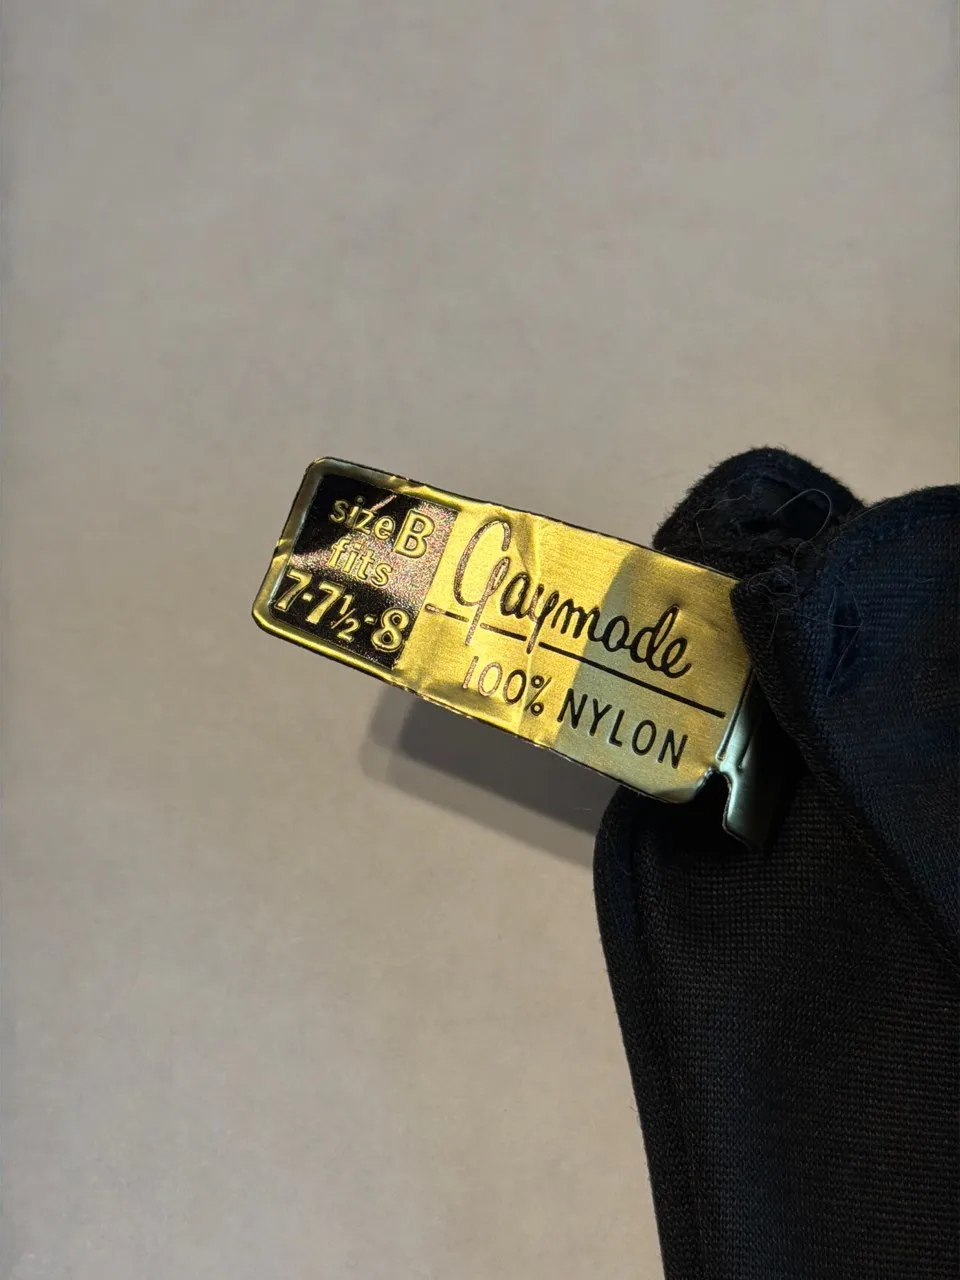 size B
fits
7-7½-8
Gaymode
100% NYLON